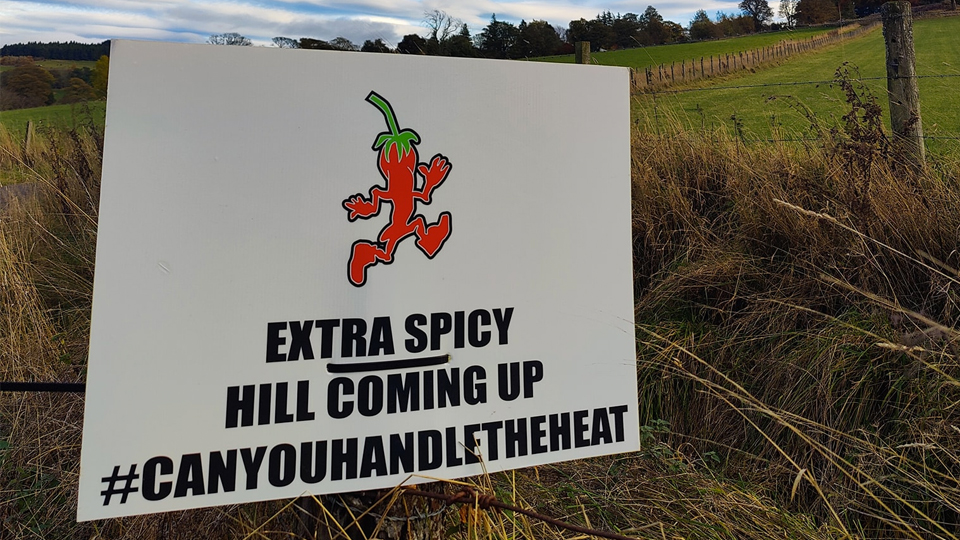 EXTRA SPICY
HILL COMING UP
#CANYOUHANDLETHEHEAT